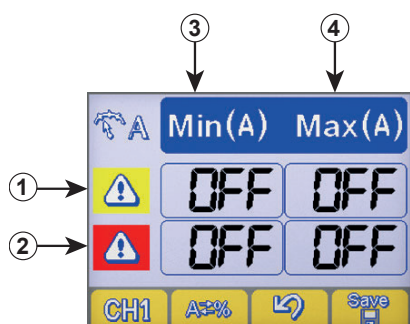 3 4
A Min(A) Max(A)
1 OFF OFF
2 OFF OFF
CH1 A⇄% Save